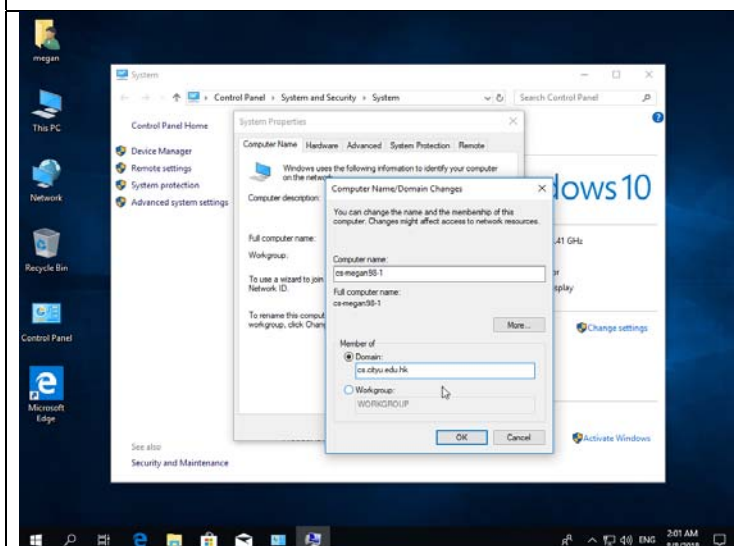 megan
This PC
Network
Recycle Bin
Control Panel
Microsoft
Edge
System
Control Panel > System and Security > System
Search Control Panel
Control Panel Home
Device Manager
Remote settings
System protection
Advanced system settings
See also
Security and Maintenance
System Properties
Computer Name Hardware Advanced System Protection Remote
Windows uses the following information to identify your computer
on the network.
Computer description:
Full computer name:
Workgroup:
To use a wizard to join
Network ID.
To rename this comput
workgroup, click Chan
Computer Name/Domain Changes
You can change the name and the membership of this
computer. Changes might affect access to network resources.
Computer name:
cs-megan98-1
Full computer name:
cs-megan98-1
More...
Member of
Domain:
cs.cityu.edu.hk
Workgroup:
WORKGROUP
OK Cancel
dows 10
.41 GHz
or
splay
Change settings
Activate Windows
ENG
2:01 AM